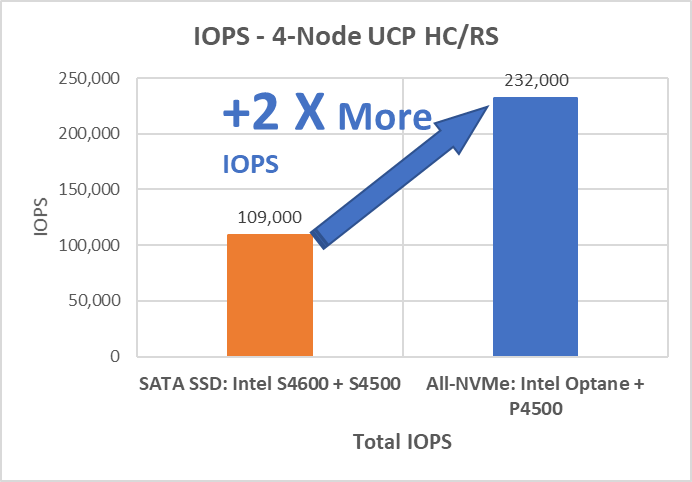 IOPS - 4-Node UCP HC/RS
250,000
200,000
150,000
100,000
50,000
0
IOPS
+2 X More
IOPS
109,000
232,000
SATA SSD: Intel S4600 + S4500
All-NVMe: Intel Optane +
P4500
Total IOPS